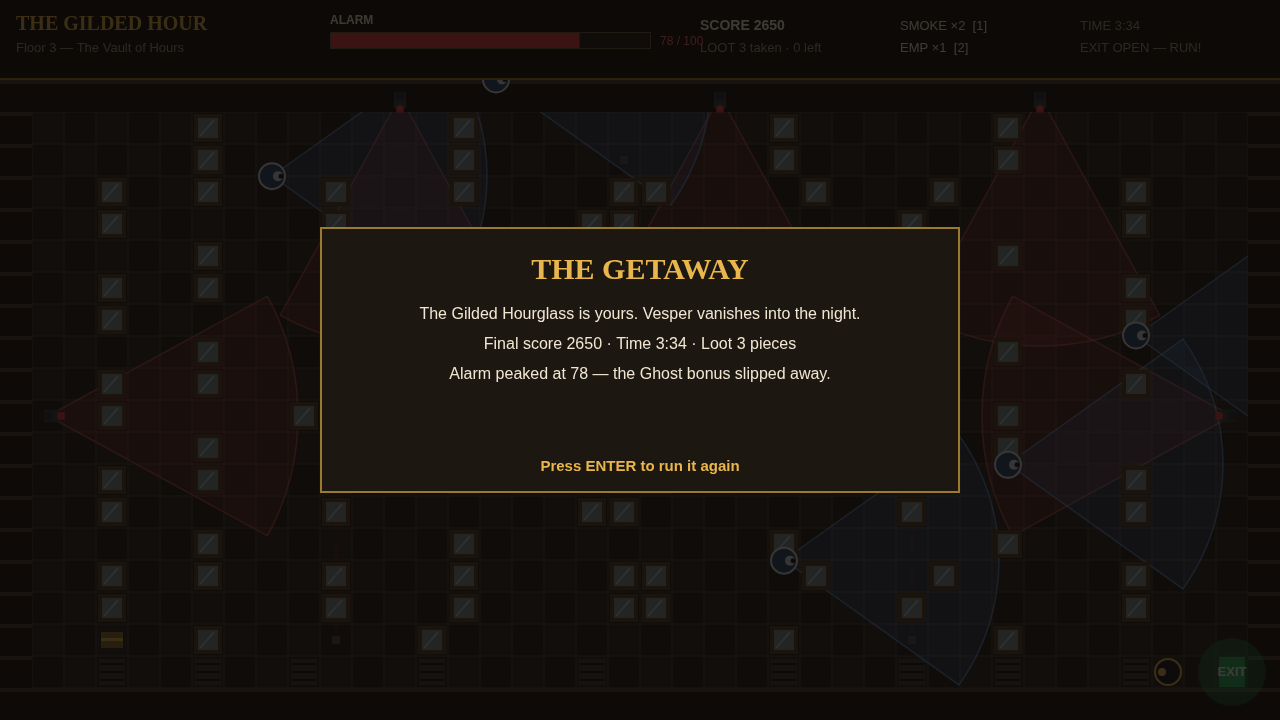 THE GILDED HOUR
Floor 3 — The Vault of Hours
ALARM
78 / 100
SCORE 2650
LOOT 3 taken · 0 left
SMOKE ×2 [1]
EMP ×1 [2]
TIME 3:34
EXIT OPEN — RUN!
THE GETAWAY
The Gilded Hourglass is yours. Vesper vanishes into the night.
Final score 2650 · Time 3:34 · Loot 3 pieces
Alarm peaked at 78 — the Ghost bonus slipped away.
Press ENTER to run it again
EXIT